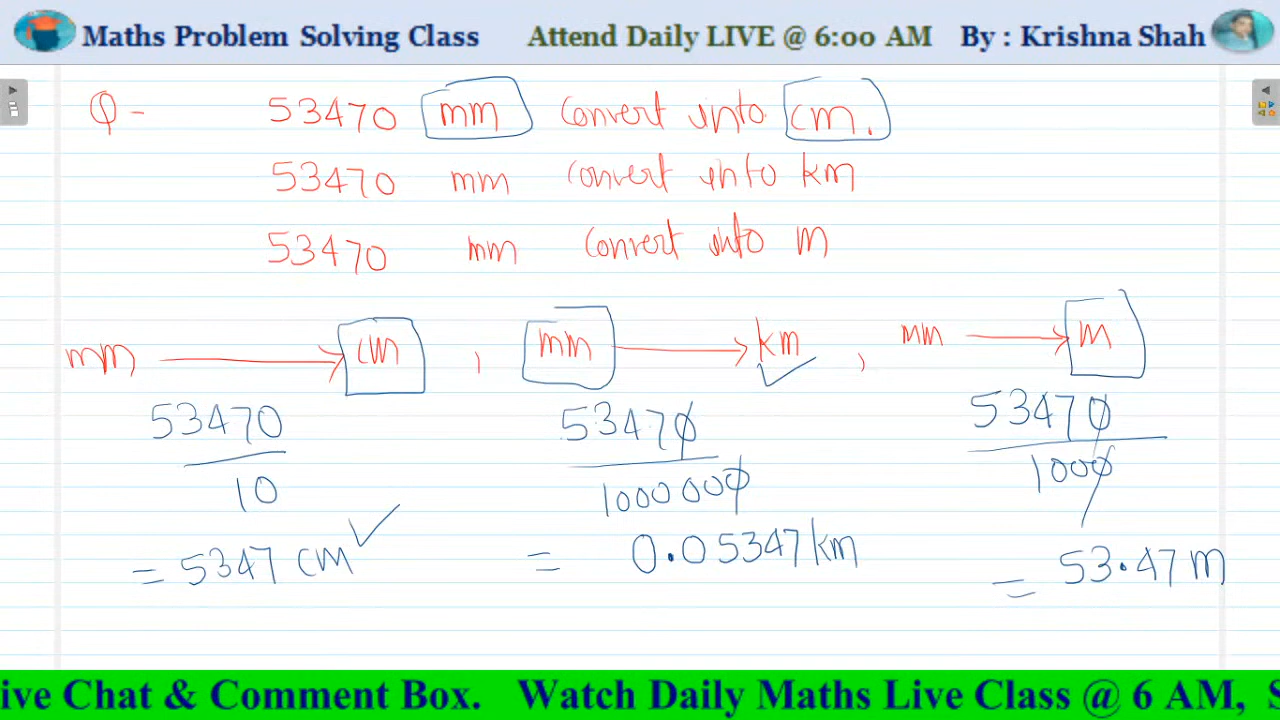 Maths Problem Solving Class Attend Daily LIVE @ 6:00 AM By : Krishna Shah
Q - 53470 mm convert into cm.
53470 mm convert into km
53470 mm convert into m
mm → cm , mm → km , mm → m
53470 53470 53470
10 1000000 1000
= 5347 cm = 0.05347 km = 53.47 m
ive Chat & Comment Box. Watch Daily Maths Live Class @ 6 AM, S